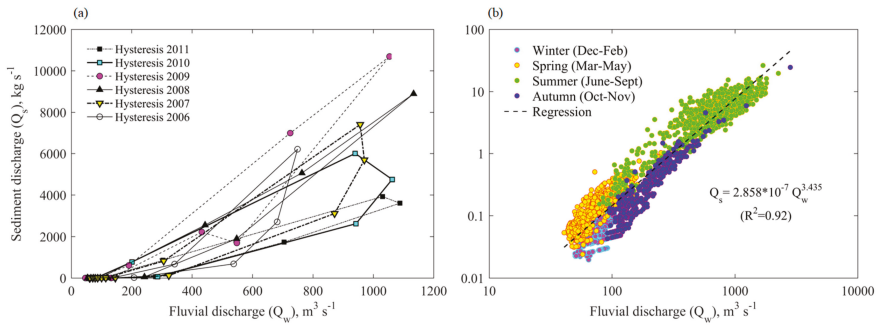 (a)
Sediment discharge (Qs), kg s-1
12000
10000
8000
6000
4000
2000
0
Hysteresis 2011
Hysteresis 2010
Hysteresis 2009
Hysteresis 2008
Hysteresis 2007
Hysteresis 2006
0 200 400 600 800 1000 1200
Fluvial discharge (Qw), m3 s-1
(b)
100
10
1
0.1
0.01
Winter (Dec-Feb)
Spring (Mar-May)
Summer (June-Sept)
Autumn (Oct-Nov)
Regression
Qs = 2.858*10-7 Qw3.435
(R2=0.92)
10 100 1000 10000
Fluvial discharge (Qw), m3 s-1